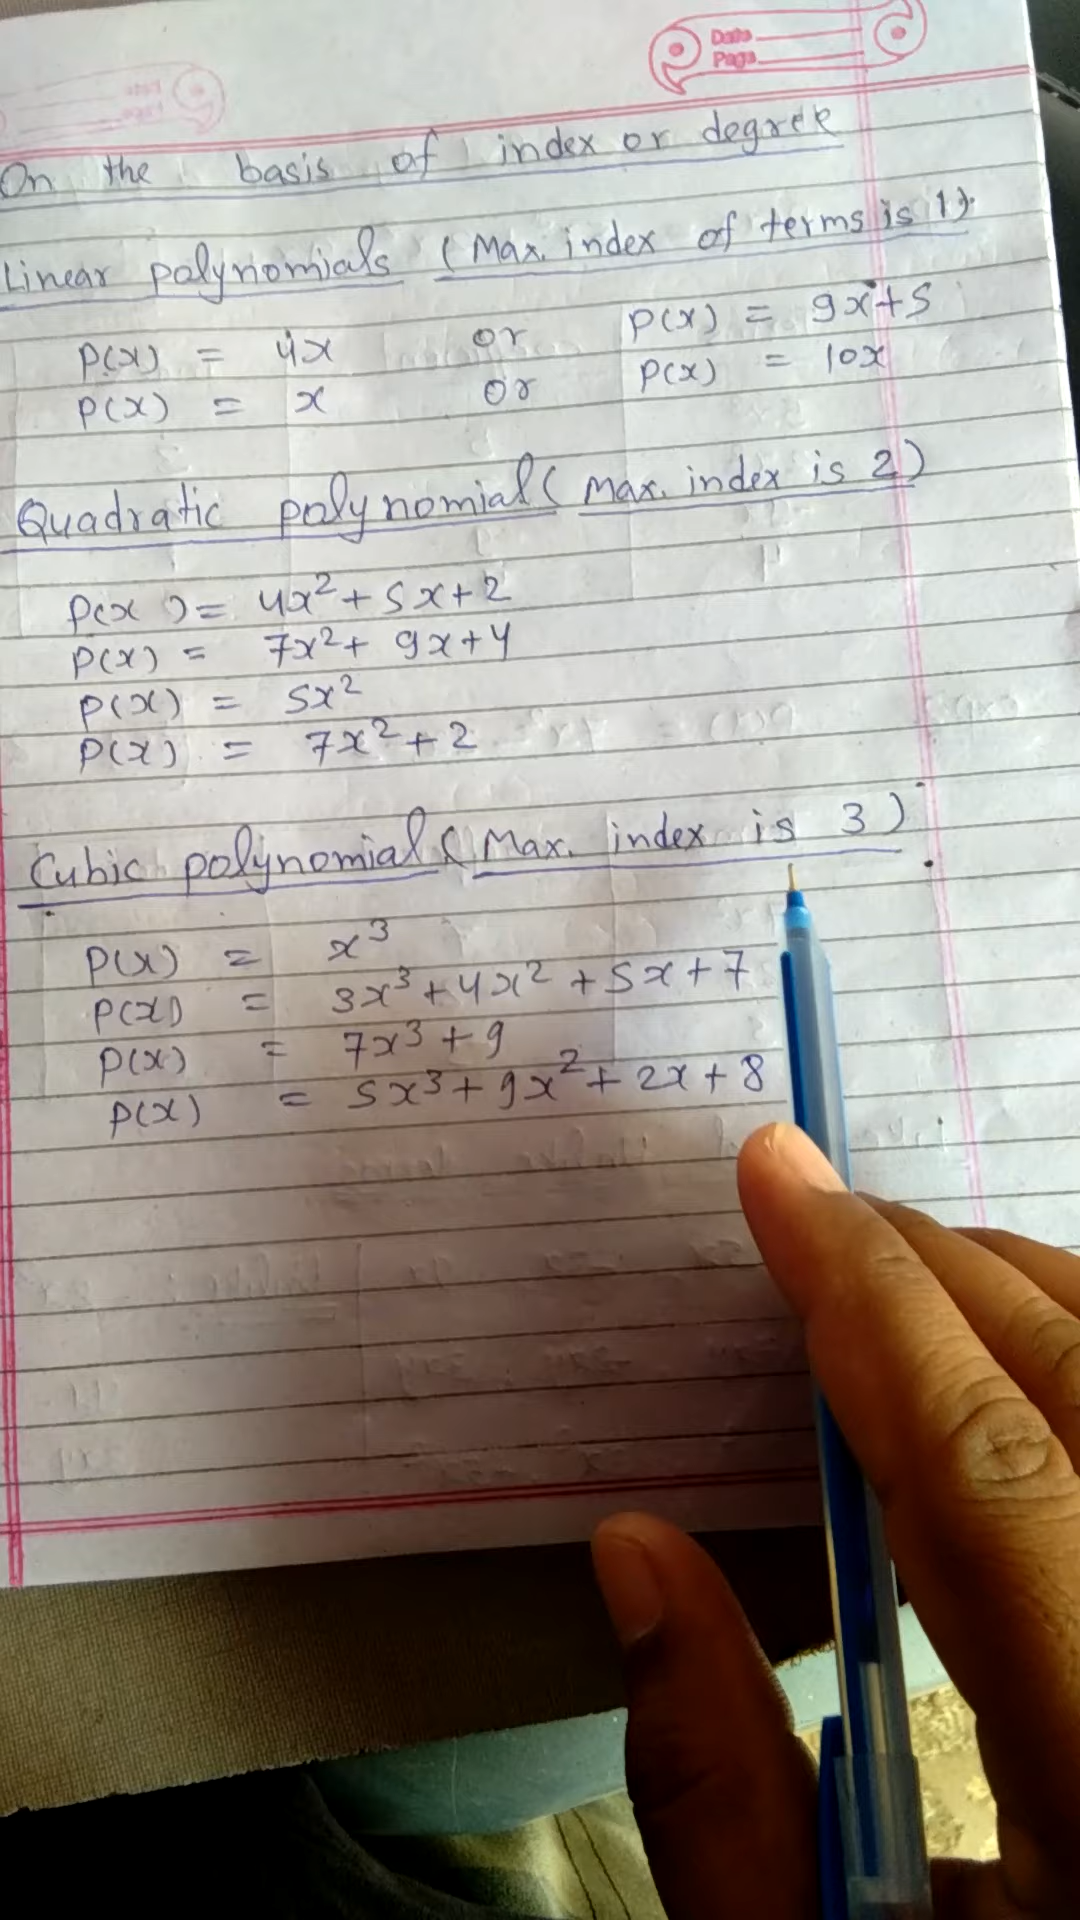 Date
Page
On the basis of index or degree
Linear polynomials (Max. index of terms is 1).
P(x) = 4x or P(x) = 9x+5
P(x) = x or P(x) = 10x
Quadratic polynomial (Max. index is 2)
P(x) = 4x² + 5x + 2
P(x) = 7x² + 9x + 4
P(x) = 5x²
P(x) = 7x² + 2
Cubic polynomial (Max. index is 3)
P(x) = x³
P(x) = 3x³ + 4x² + 5x + 7
P(x) = 7x³ + 9
P(x) = 5x³ + 9x² + 2x + 8